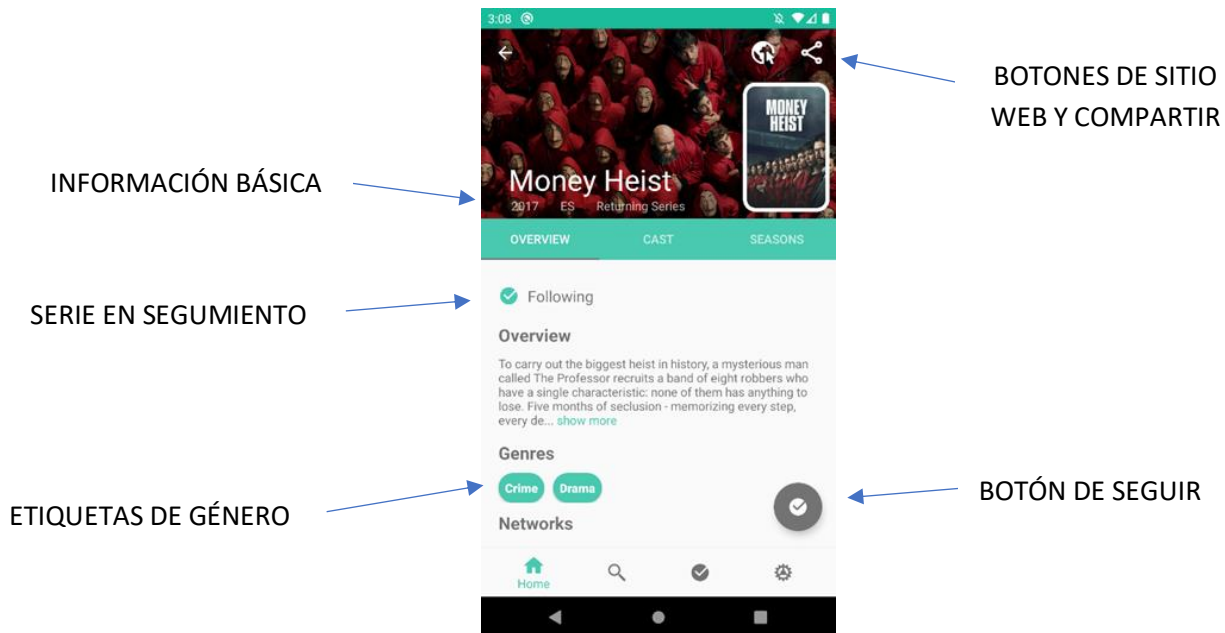 3:08
BOTONES DE SITIO
WEB Y COMPARTIR
MONEY
HEIST
INFORMACIÓN BÁSICA
Money Heist
2017 ES Returning Series
OVERVIEW CAST SEASONS
SERIE EN SEGUMIENTO
Following
Overview
To carry out the biggest heist in history, a mysterious man
called The Professor recruits a band of eight robbers who
have a single characteristic: none of them has anything to
lose. Five months of seclusion - memorizing every step,
every de... show more
Genres
Crime Drama
ETIQUETAS DE GÉNERO
BOTÓN DE SEGUIR
Networks
Home